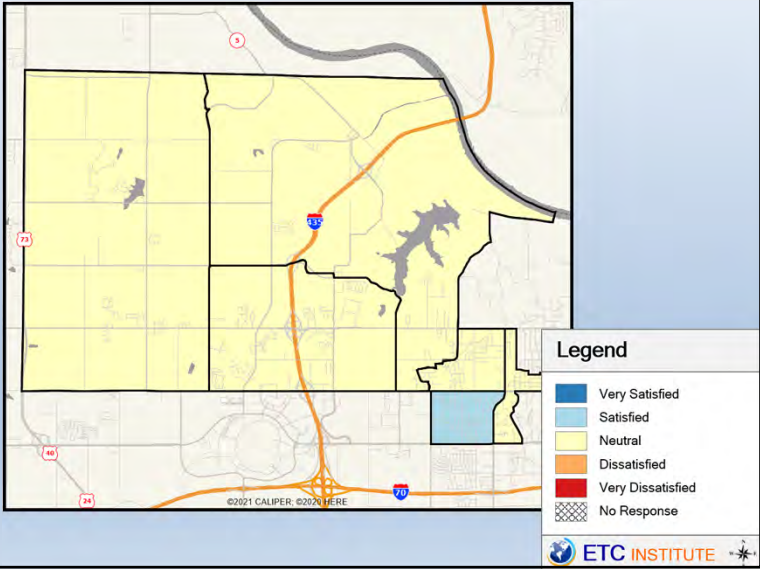 5
435
73
40
24
70
©2021 CALIPER; ©2020 HERE
Legend
Very Satisfied
Satisfied
Neutral
Dissatisfied
Very Dissatisfied
No Response
ETC INSTITUTE